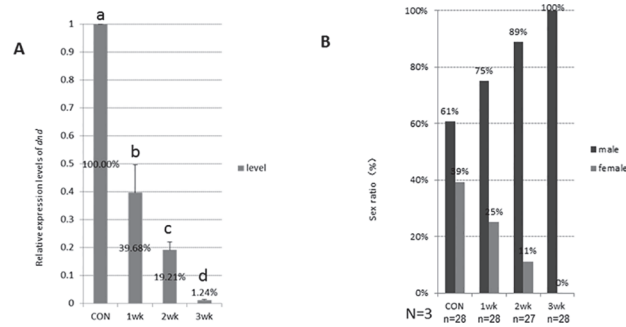 A
Relative expression levels of dnd
1
0.9
0.8
0.7
0.6
0.5
0.4
0.3
0.2
0.1
0
a
100.00%
b
39.68%
c
19.21%
d
1.24%
CON
1wk
2wk
3wk
level
B
Sex ratio (%)
100%
80%
60%
40%
20%
0%
61%
39%
75%
25%
89%
11%
100%
0%
male
female
CON
1wk
2wk
3wk
N=3
n=28
n=28
n=27
n=28